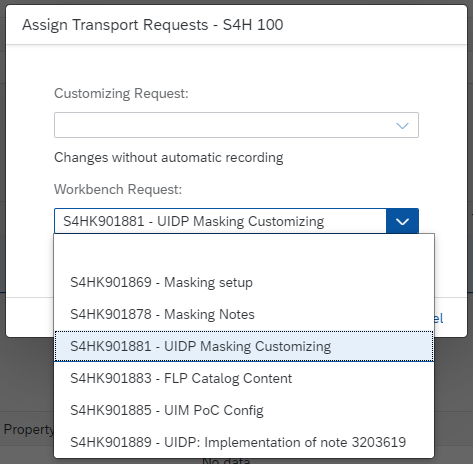 Assign Transport Requests - S4H 100
Customizing Request:
Changes without automatic recording
Workbench Request:
S4HK901881 - UIDP Masking Customizing
S4HK901869 - Masking setup
S4HK901878 - Masking Notes
S4HK901881 - UIDP Masking Customizing
el
S4HK901883 - FLP Catalog Content
S4HK901885 - UIM PoC Config
Property
S4HK901889 - UIDP: Implementation of note 3203619
No data